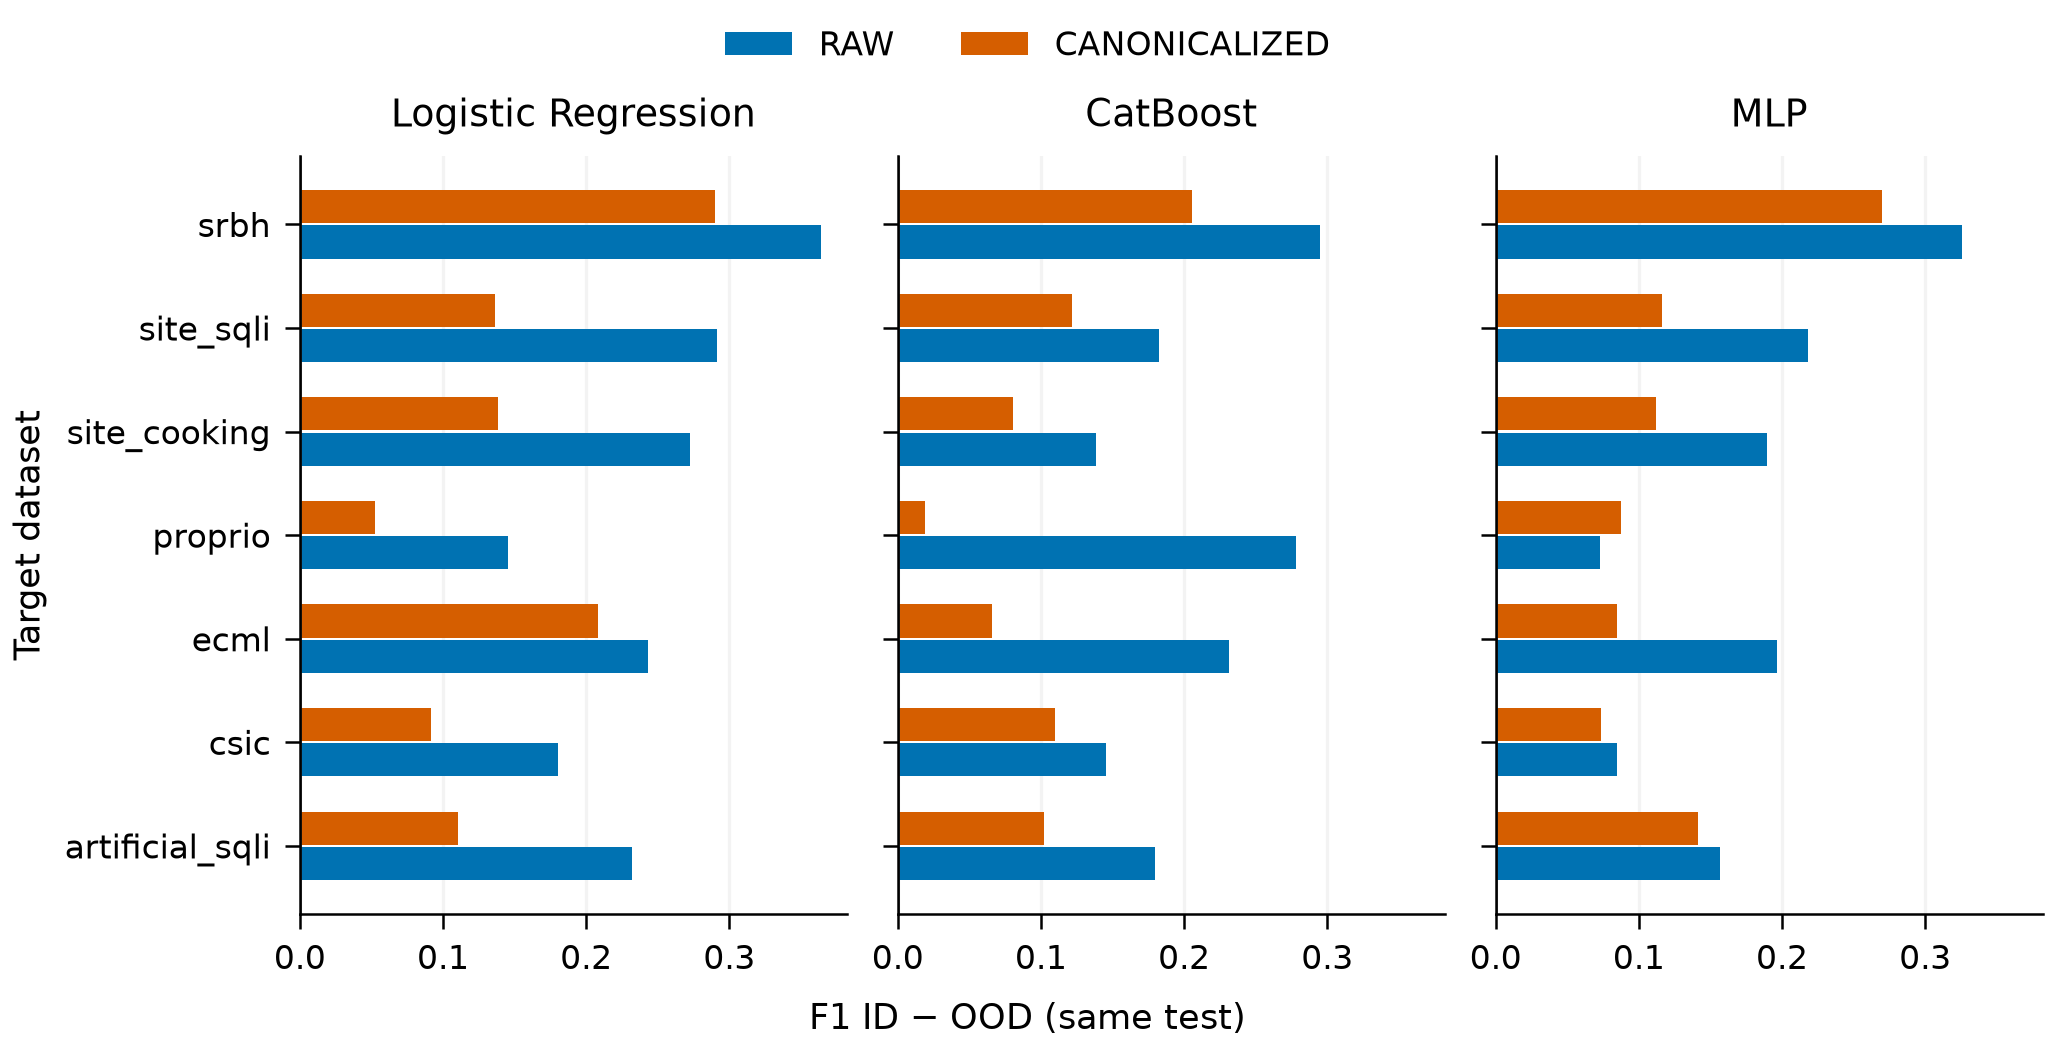 RAW CANONICALIZED
Logistic Regression CatBoost MLP
Target dataset
srbh
site_sqli
site_cooking
proprio
ecml
csic
artificial_sqli
0.0 0.1 0.2 0.3 0.0 0.1 0.2 0.3 0.0 0.1 0.2 0.3
F1 ID − OOD (same test)